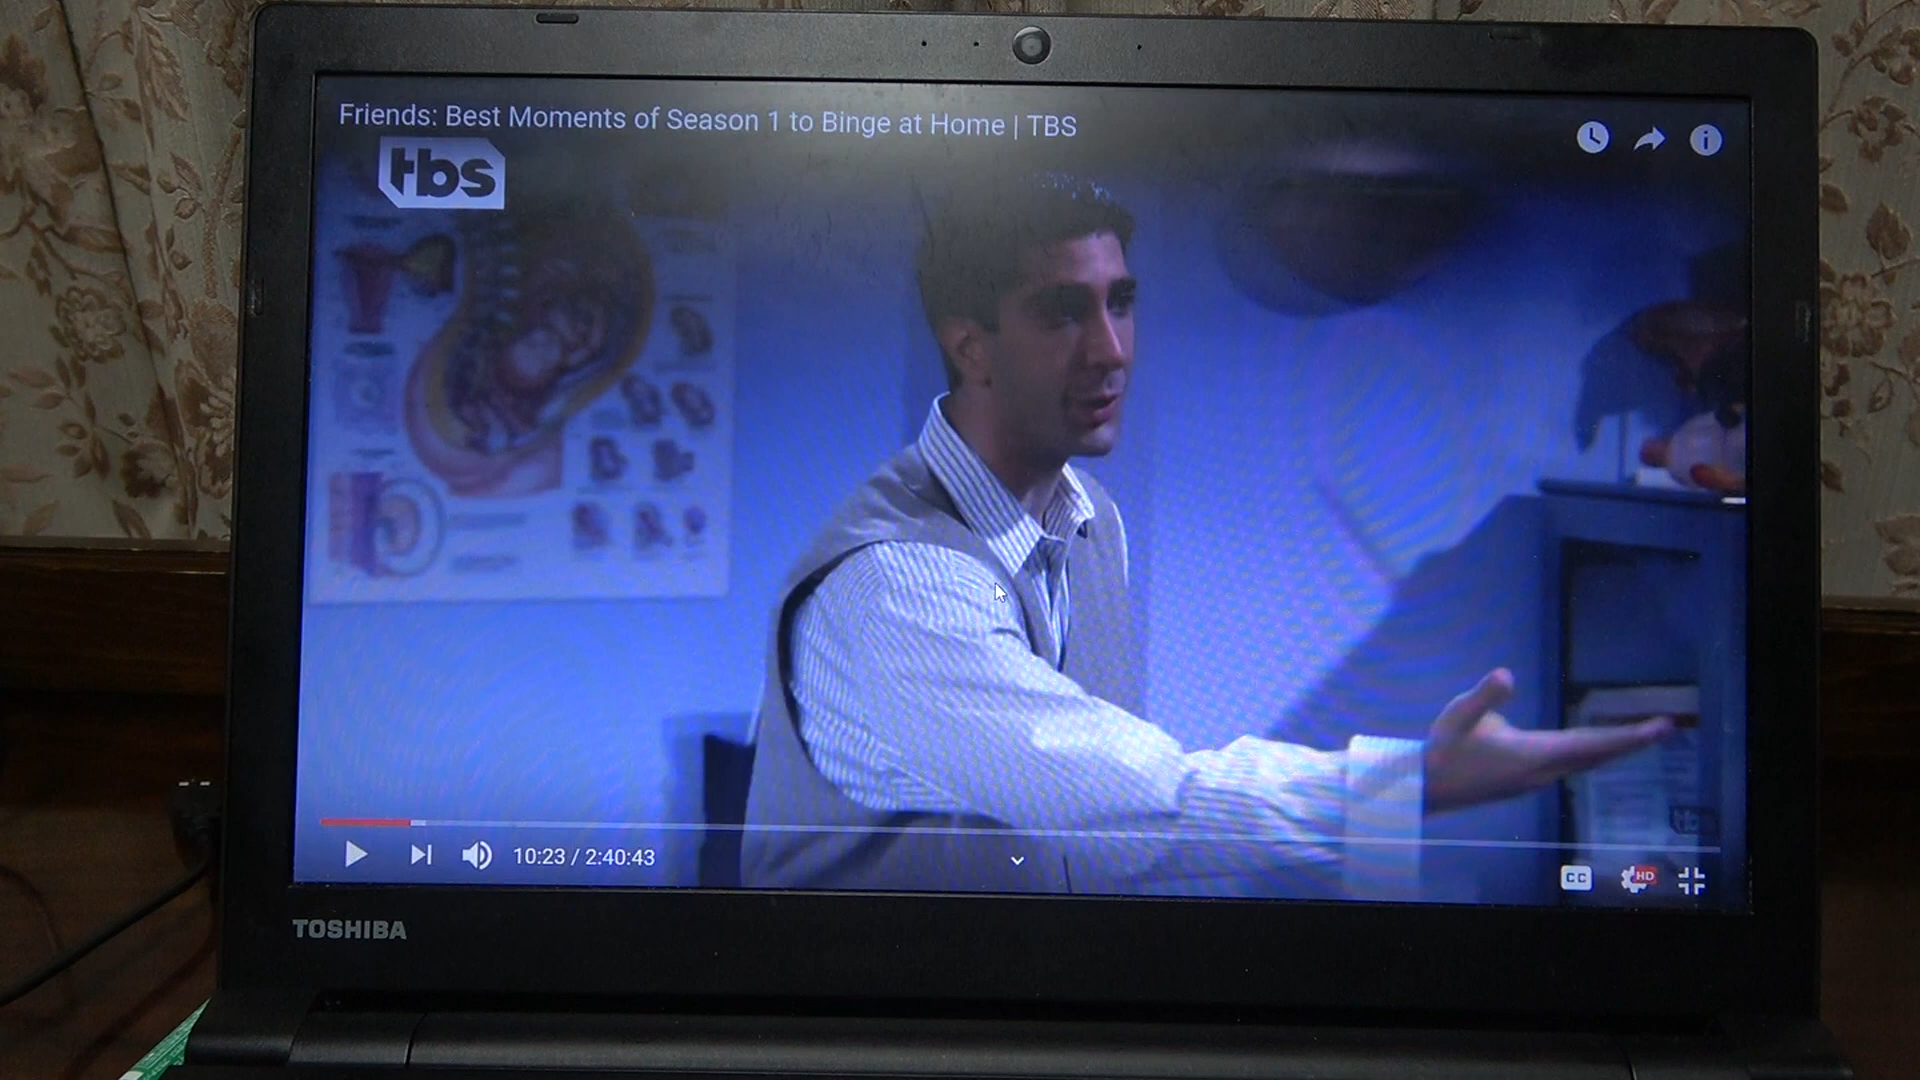 Friends: Best Moments of Season 1 to Binge at Home | TBS
tbs
tbs
10:23 / 2:40:43
CC
HD
TOSHIBA